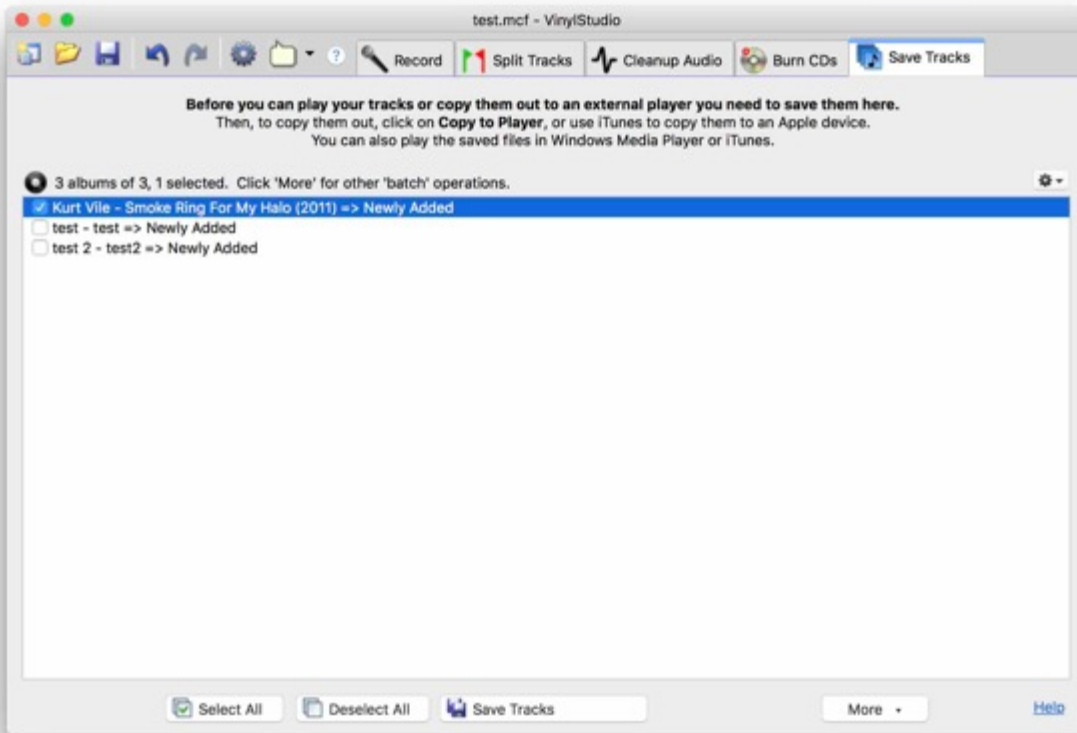 test.mcf - VinylStudio
Record
Split Tracks
Cleanup Audio
Burn CDs
Save Tracks
Before you can play your tracks or copy them out to an external player you need to save them here.
Then, to copy them out, click on Copy to Player, or use iTunes to copy them to an Apple device.
You can also play the saved files in Windows Media Player or iTunes.
3 albums of 3, 1 selected. Click 'More' for other 'batch' operations.
Kurt Vile - Smoke Ring For My Halo (2011) => Newly Added
test - test => Newly Added
test 2 - test2 => Newly Added
Select All
Deselect All
Save Tracks
More
Help